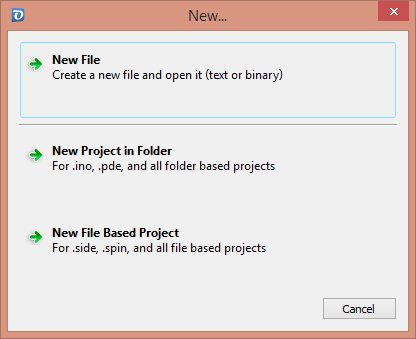 New...
New File
Create a new file and open it (text or binary)
New Project in Folder
For .ino, .pde, and all folder based projects
New File Based Project
For .side, .spin, and all file based projects
Cancel